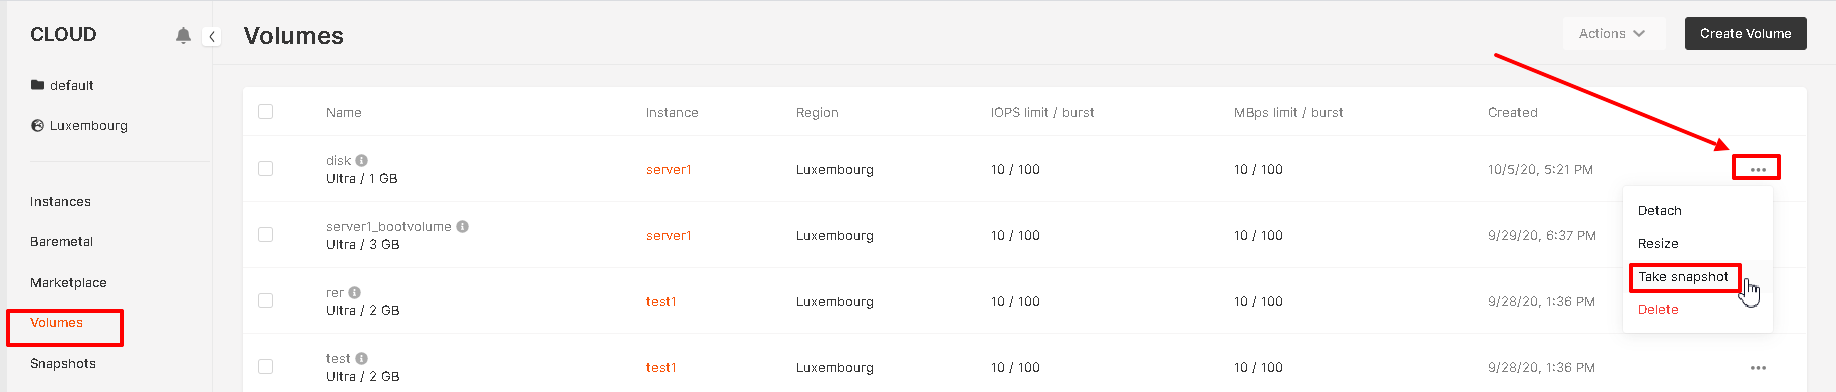 CLOUD
default
Luxembourg
Instances
Baremetal
Marketplace
Volumes
Snapshots
Volumes
Actions
Create Volume
Name Instance Region IOPS limit / burst MBps limit / burst Created
disk
Ultra / 1 GB
server1 Luxembourg 10 / 100 10 / 100 10/5/20, 5:21 PM
server1_bootvolume
Ultra / 3 GB
server1 Luxembourg 10 / 100 10 / 100 9/29/20, 6:37 PM
rer
Ultra / 2 GB
test1 Luxembourg 10 / 100 10 / 100 9/28/20, 1:36 PM
test
Ultra / 2 GB
test1 Luxembourg 10 / 100 10 / 100 9/28/20, 1:36 PM
Detach
Resize
Take snapshot
Delete